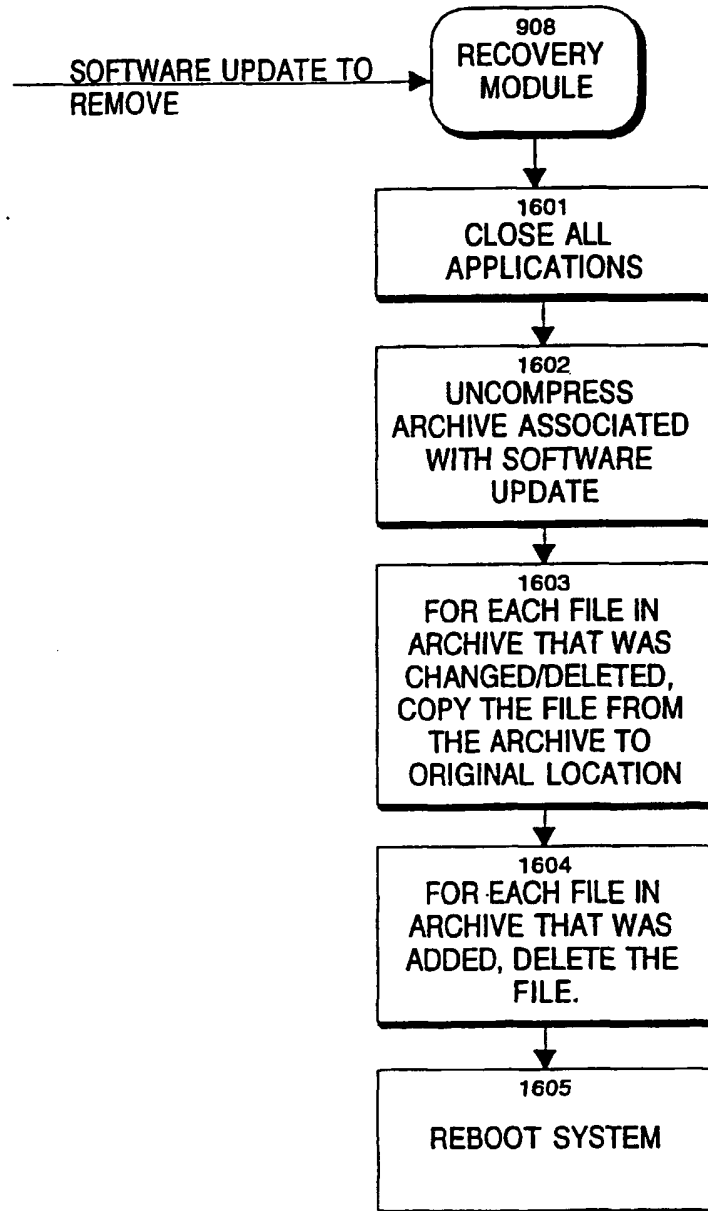 SOFTWARE UPDATE TO
REMOVE
908
RECOVERY
MODULE
1601
CLOSE ALL
APPLICATIONS
1602
UNCOMPRESS
ARCHIVE ASSOCIATED
WITH SOFTWARE
UPDATE
1603
FOR EACH FILE IN
ARCHIVE THAT WAS
CHANGED/DELETED,
COPY THE FILE FROM
THE ARCHIVE TO
ORIGINAL LOCATION
1604
FOR EACH FILE IN
ARCHIVE THAT WAS
ADDED, DELETE THE
FILE.
1605
REBOOT SYSTEM